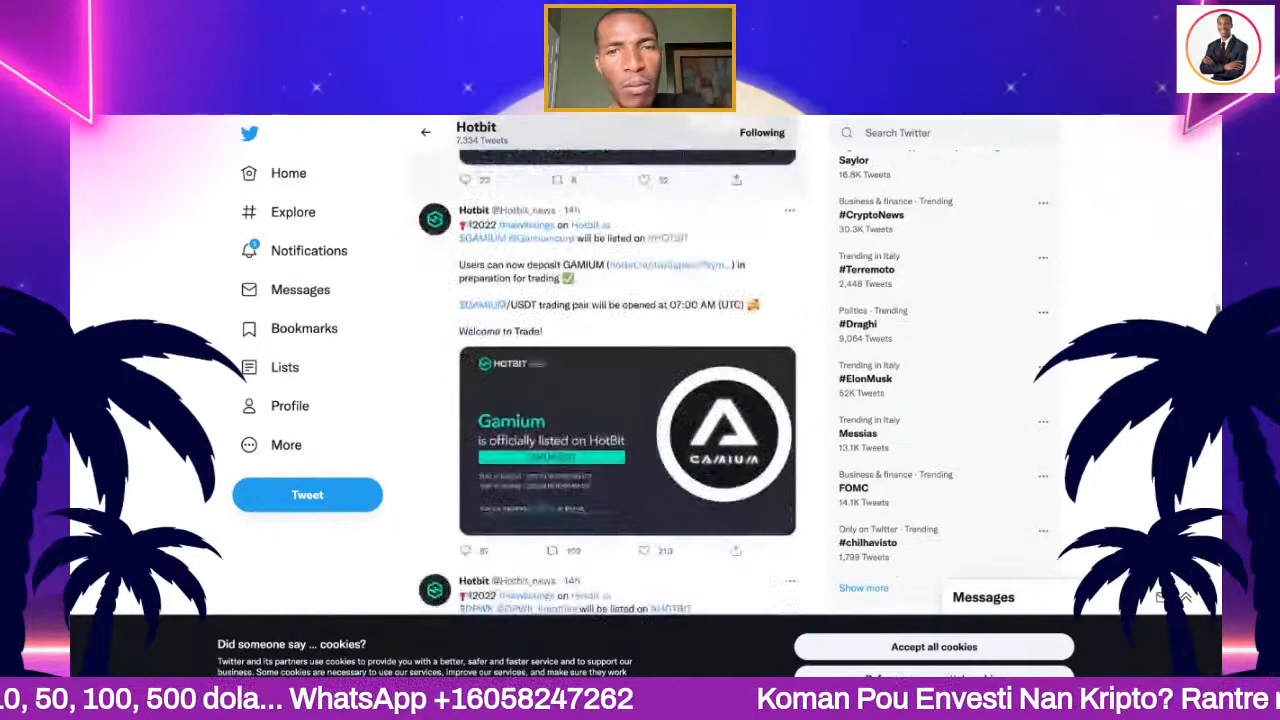 Home
Explore
1
Notifications
Messages
Bookmarks
Lists
Profile
More
Tweet
Hotbit
7,334 Tweets
Following
8
Hotbit @Hotbit_news · 14h
2022 on
$GAMIUM will be listed on #HOTBIT
Users can now deposit GAMIUM ( ) in
preparation for trading
$GAMIUM/USDT trading pair will be opened at 07:00 AM (UTC)
Welcome to Trade!
HOTBIT
Gamium
is officially listed on HotBit
GAMIUM
Hotbit @Hotbit_news · 14h
2022 on
will be listed on #HOTBIT
Search Twitter
Saylor
16.8K Tweets
Business & finance · Trending
#CryptoNews
30.3K Tweets
Trending in Italy
#Terremoto
2,448 Tweets
Politics · Trending
#Draghi
9,064 Tweets
Trending in Italy
#ElonMusk
52K Tweets
Trending in Italy
Messias
13.1K Tweets
Business & finance · Trending
FOMC
14.1K Tweets
Only on Twitter · Trending
#chilhavisto
1,799 Tweets
Show more
Messages
Did someone say ... cookies?
Twitter and its partners use cookies to provide you with a better, safer and faster service and to support our
business. Some cookies are necessary to use our services, improve our services, and make sure they work
Accept all cookies
10, 50, 100, 500 dola... WhatsApp +16058247262 Koman Pou Envesti Nan Kripto? Rantre